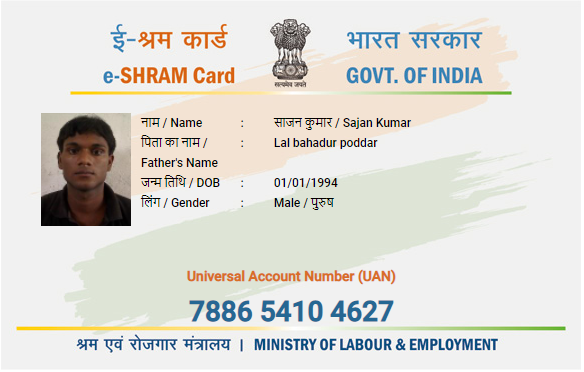 ई-श्रम कार्ड भारत सरकार
e-SHRAM Card GOVT. OF INDIA
सत्यमेव जयते
नाम / Name : साजन कुमार / Sajan Kumar
पिता का नाम / : Lal bahadur poddar
Father's Name
जन्म तिथि / DOB : 01/01/1994
लिंग / Gender : Male / पुरुष
Universal Account Number (UAN)
7886 5410 4627
श्रम एवं रोजगार मंत्रालय | MINISTRY OF LABOUR & EMPLOYMENT